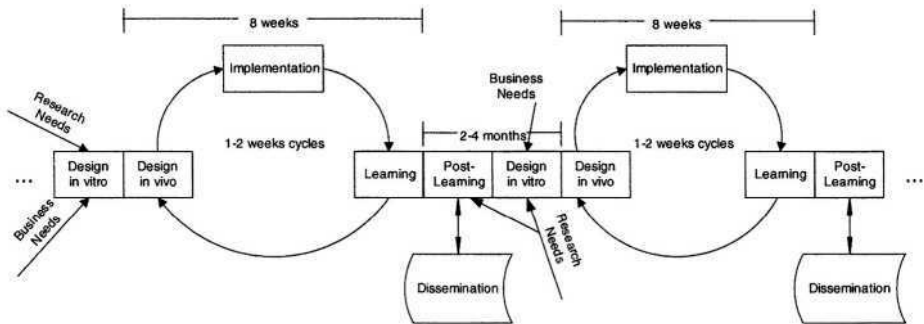 8 weeks
8 weeks
Implementation
Implementation
Business
Needs
Research
Needs
2-4 months
1-2 weeks cycles
1-2 weeks cycles
Design
in vitro
Design
in vivo
Learning
Post-
Learning
Design
in vitro
Design
in vivo
Learning
Post-
Learning
...
...
Business
Needs
Research
Needs
Dissemination
Dissemination